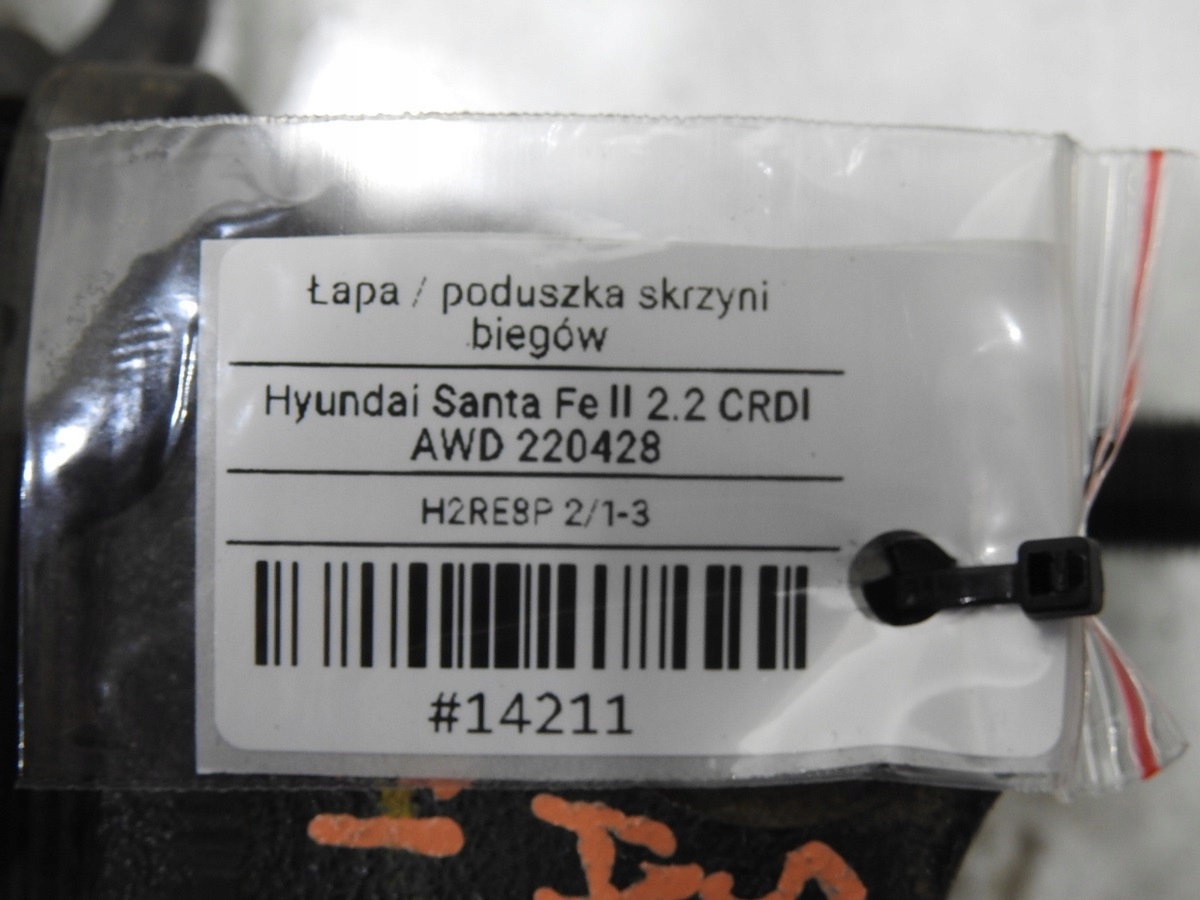 Łapa / poduszka skrzyni
biegów
Hyundai Santa Fe II 2.2 CRDI
AWD 220428
H2RE8P 2/1-3
#14211